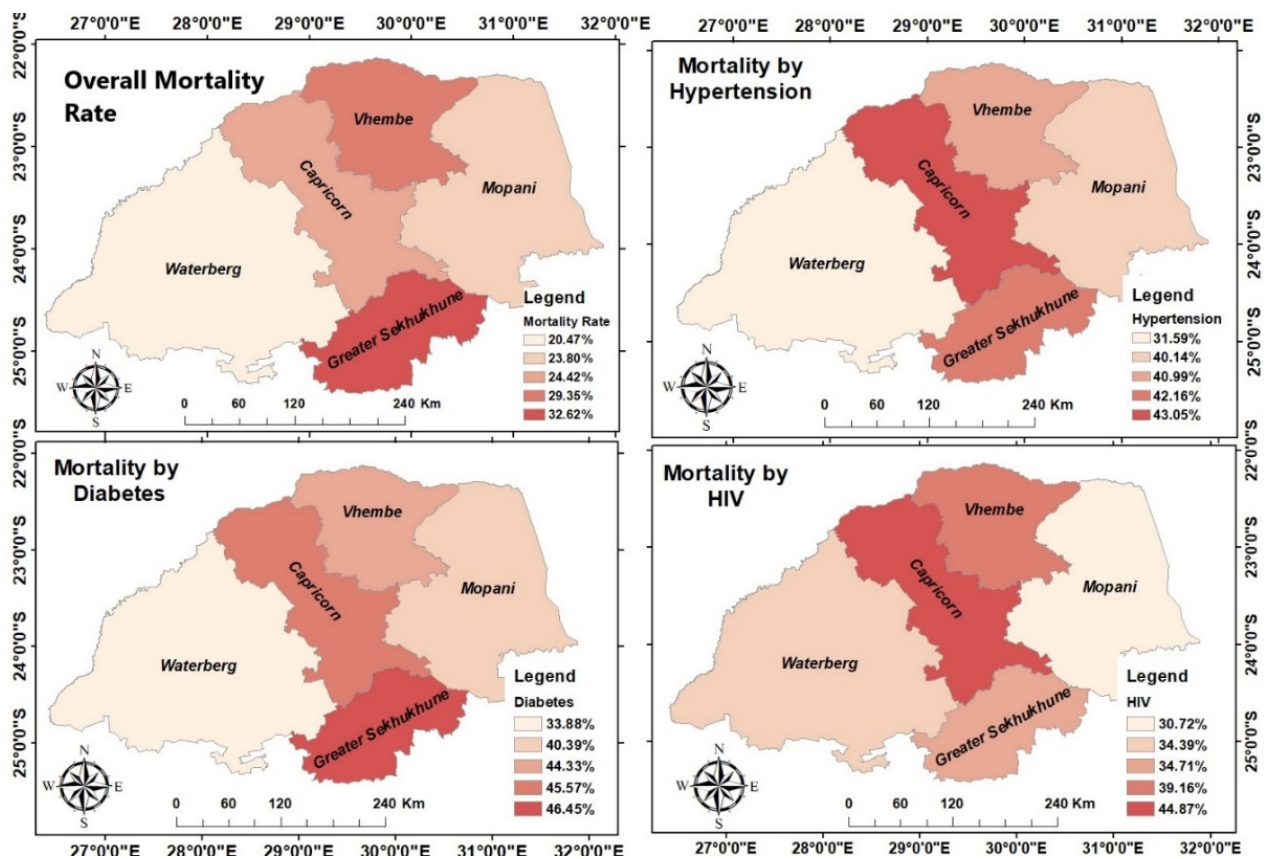 27°0'0"E 28°0'0"E 29°0'0"E 30°0'0"E 31°0'0"E 32°0'0"E
22°0'0"S
23°0'0"S
24°0'0"S
25°0'0"S
Overall Mortality
Rate
Vhembe
Capricorn
Mopani
Waterberg
Greater Sekhukhune
Legend
Mortality Rate
20.47%
23.80%
24.42%
29.35%
32.62%
N
W E
S
0 60 120 240 Km
27°0'0"E 28°0'0"E 29°0'0"E 30°0'0"E 31°0'0"E 32°0'0"E
Mortality by
Hypertension
Vhembe
Capricorn
Mopani
Waterberg
Greater Sekhukhune
Legend
Hypertension
31.59%
40.14%
40.99%
42.16%
43.05%
N
W E
S
0 60 120 240 Km
23°0'0"S
24°0'0"S
25°0'0"S
22°0'0"S
23°0'0"S
24°0'0"S
25°0'0"S
Mortality by
Diabetes
Vhembe
Capricorn
Mopani
Waterberg
Greater Sekhukhune
Legend
Diabetes
33.88%
40.39%
44.33%
45.57%
46.45%
N
W E
S
0 60 120 240 Km
27°0'0"E 28°0'0"E 29°0'0"E 30°0'0"E 31°0'0"E 32°0'0"E
Mortality by
HIV
Vhembe
Capricorn
Mopani
Waterberg
Greater Sekhukhune
Legend
HIV
30.72%
34.39%
34.71%
39.16%
44.87%
N
W E
S
0 60 120 240 Km
22°0'0"S
23°0'0"S
24°0'0"S
25°0'0"S
27°0'0"E 28°0'0"E 29°0'0"E 30°0'0"E 31°0'0"E 32°0'0"E